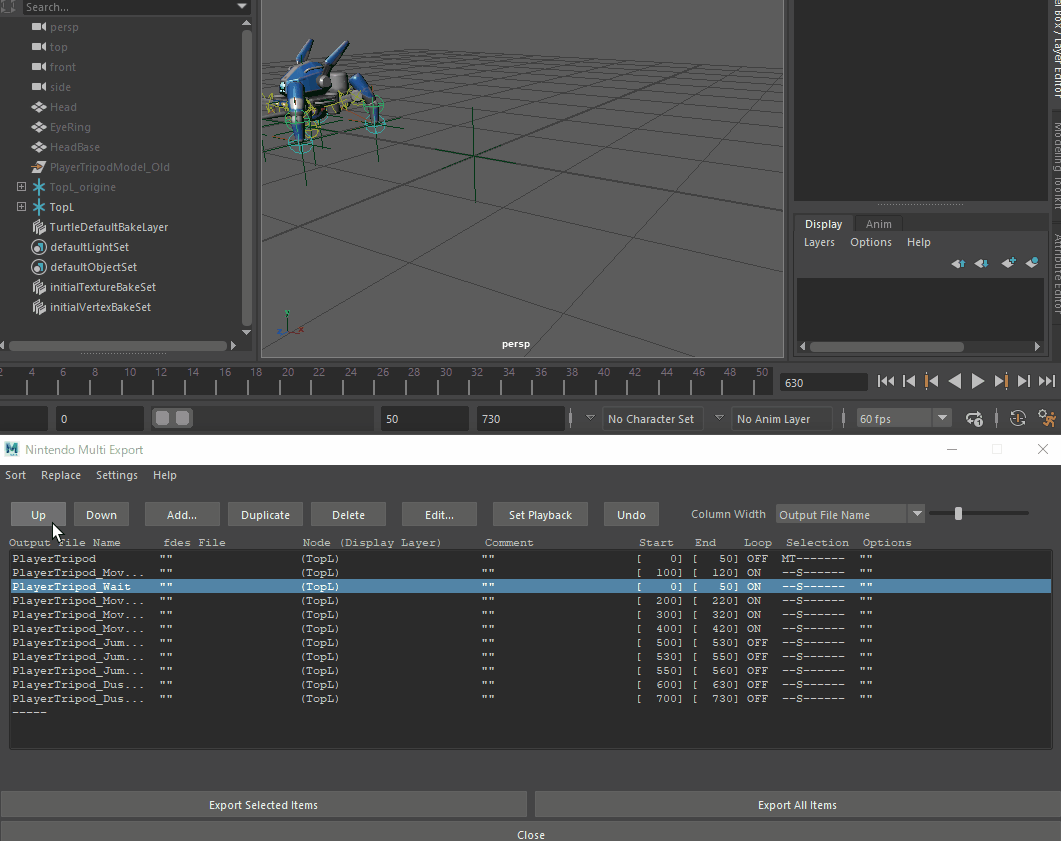 Search...
persp
top
front
side
Head
EyeRing
HeadBase
PlayerTripodModel_Old
TopL_origine
TopL
TurtleDefaultBakeLayer
defaultLightSet
defaultObjectSet
initialTextureBakeSet
initialVertexBakeSet
persp
Display Anim
Layers Options Help
Modeling Toolkit
Attribute Editor
2 4 6 8 10 12 14 16 18 20 22 24 26 28 30 32 34 36 38 40 42 44 46 48 50
630
0 50 730 No Character Set No Anim Layer 60 fps
Nintendo Multi Export
Sort Replace Settings Help
Up Down Add... Duplicate Delete Edit... Set Playback Undo Column Width Output File Name
Output File Name fdes File Node (Display Layer) Comment Start End Loop Selection Options
PlayerTripod "" (TopL) "" [ 0] [ 50] OFF MT------- ""
PlayerTripod_Mov... "" (TopL) "" [ 100] [ 120] ON --S------ ""
PlayerTripod_Wait "" (TopL) "" [ 0] [ 50] ON --S------ ""
PlayerTripod_Mov... "" (TopL) "" [ 200] [ 220] ON --S------ ""
PlayerTripod_Mov... "" (TopL) "" [ 300] [ 320] ON --S------ ""
PlayerTripod_Mov... "" (TopL) "" [ 400] [ 420] ON --S------ ""
PlayerTripod_Jum... "" (TopL) "" [ 500] [ 530] OFF --S------ ""
PlayerTripod_Jum... "" (TopL) "" [ 530] [ 550] OFF --S------ ""
PlayerTripod_Jum... "" (TopL) "" [ 550] [ 560] OFF --S------ ""
PlayerTripod_Dus... "" (TopL) "" [ 600] [ 630] OFF --S------ ""
PlayerTripod_Dus... "" (TopL) "" [ 700] [ 730] OFF --S------ ""
-----
Export Selected Items Export All Items
Close